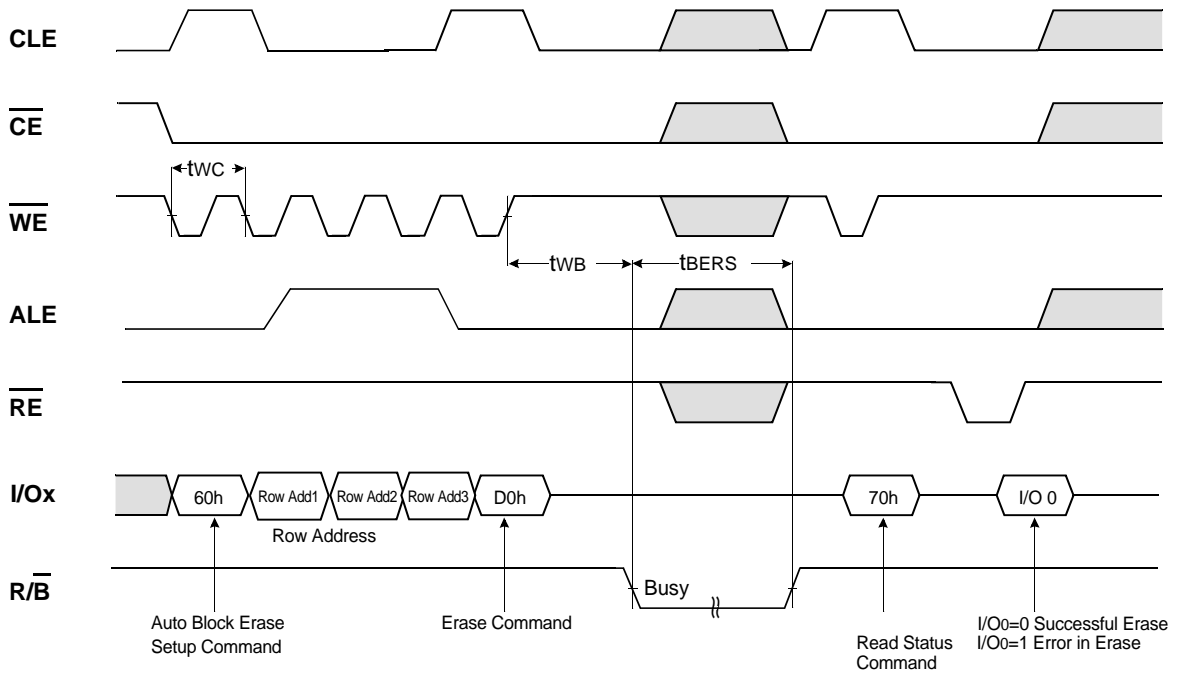 CLE
CE
tWC
WE
tWB
tBERS
ALE
RE
I/Ox
60h
Row Add1
Row Add2
Row Add3
D0h
70h
I/O 0
Row Address
R/B
Busy
Auto Block Erase
Setup Command
Erase Command
Read Status
Command
I/O0=0 Successful Erase
I/O0=1 Error in Erase